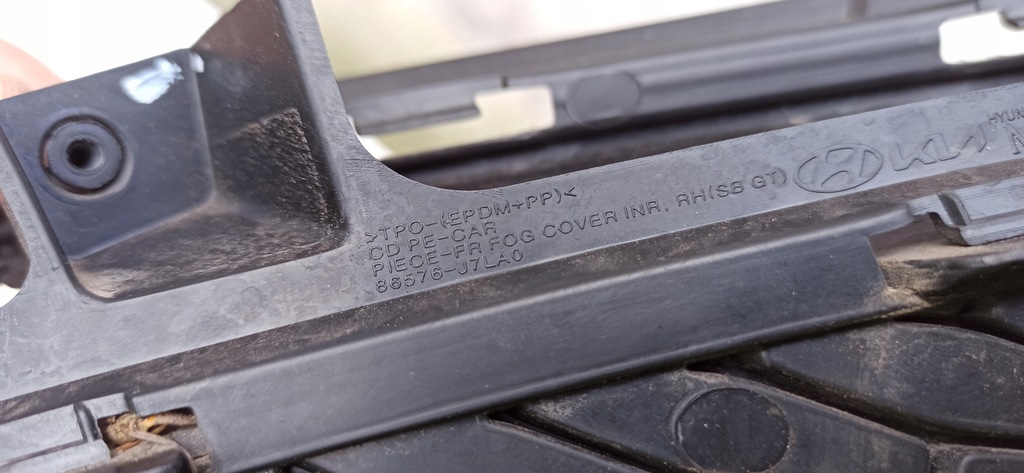 >TPO-(EPDM+PP)<
CD PE-CAR
PIECE-FR FOG COVER INR, RH(SB GT)
86576-J7LA0
KIA